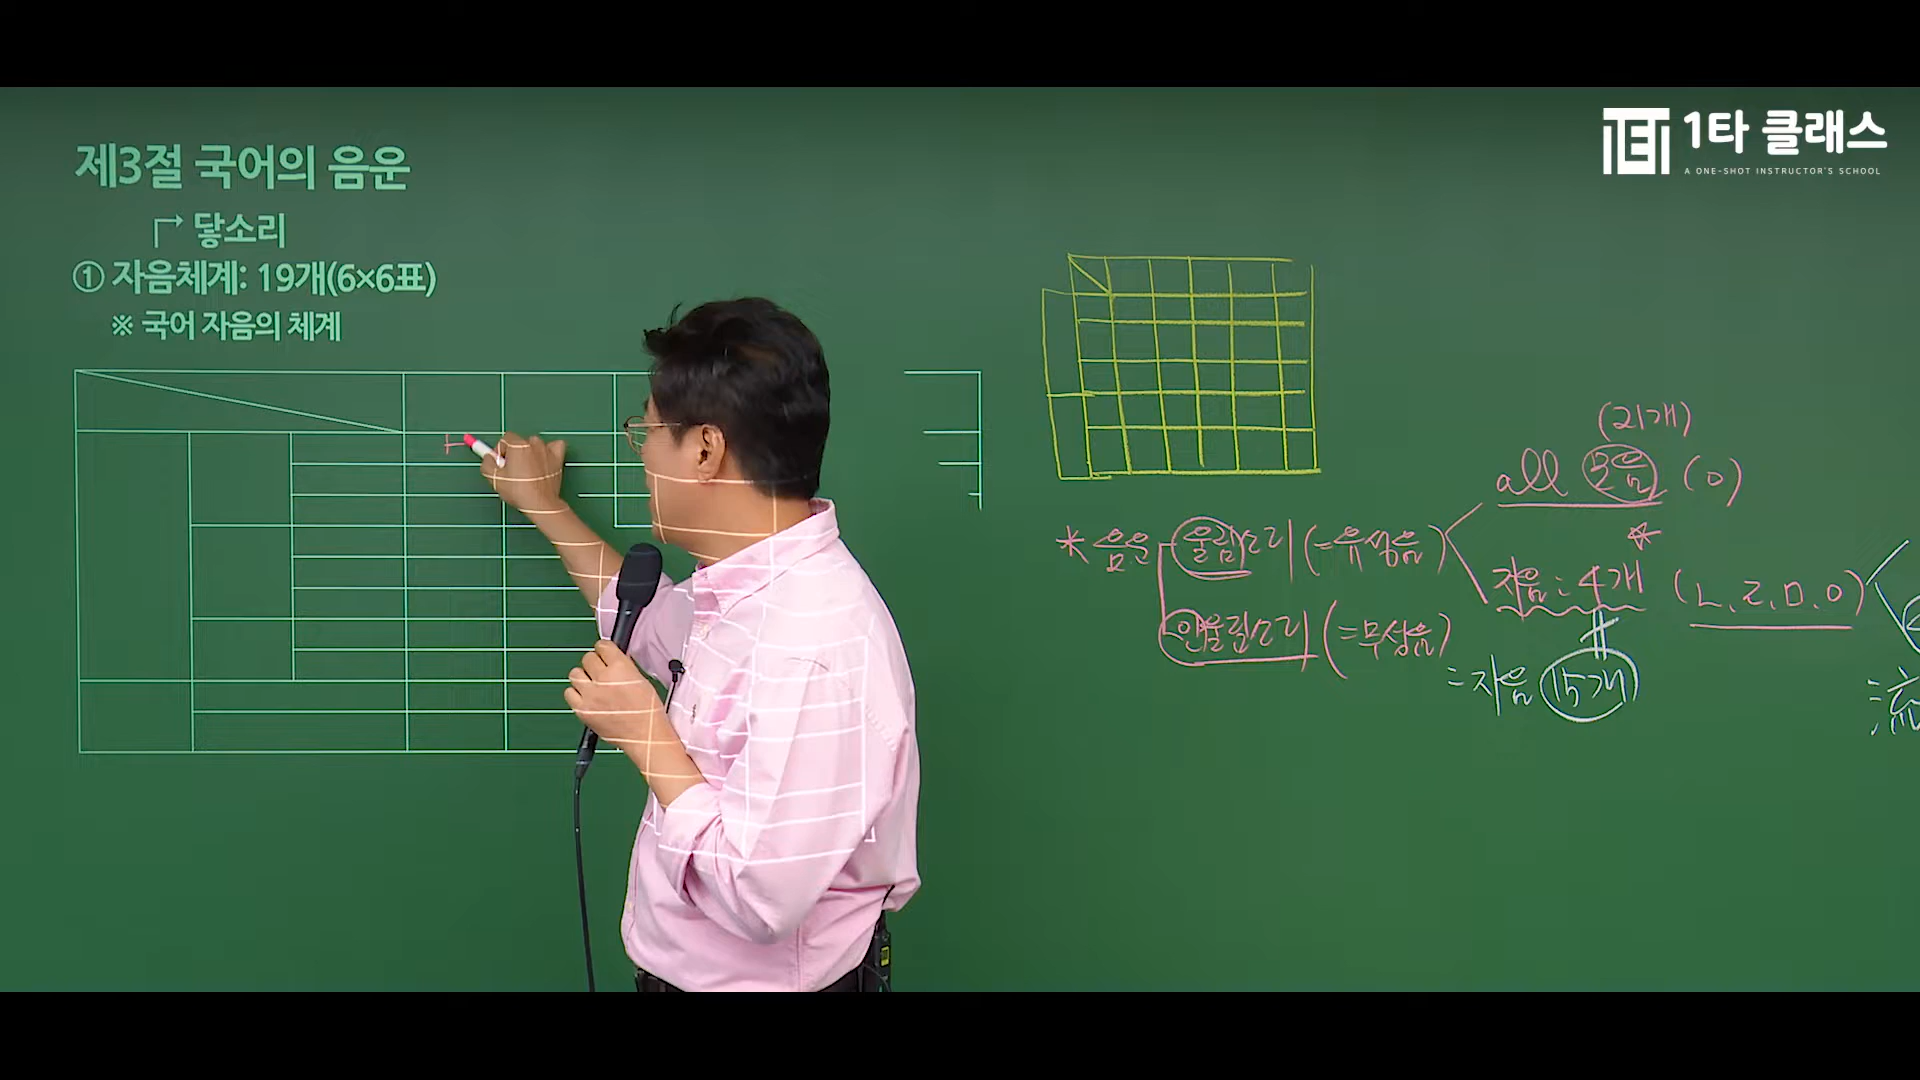 제3절 국어의 음운
닿소리
① 자음체계: 19개(6×6표)
※ 국어 자음의 체계
1타 클래스
A ONE-SHOT INSTRUCTOR'S SCHOOL
(21개)
all 모음 (ㅇ)
* 음운 울림소리 (=유성음)
자음: 4개 (ㄴ, ㄹ, ㅁ, ㅇ)
안울림소리 (=무성음)
= 자음 15개
ㅂ